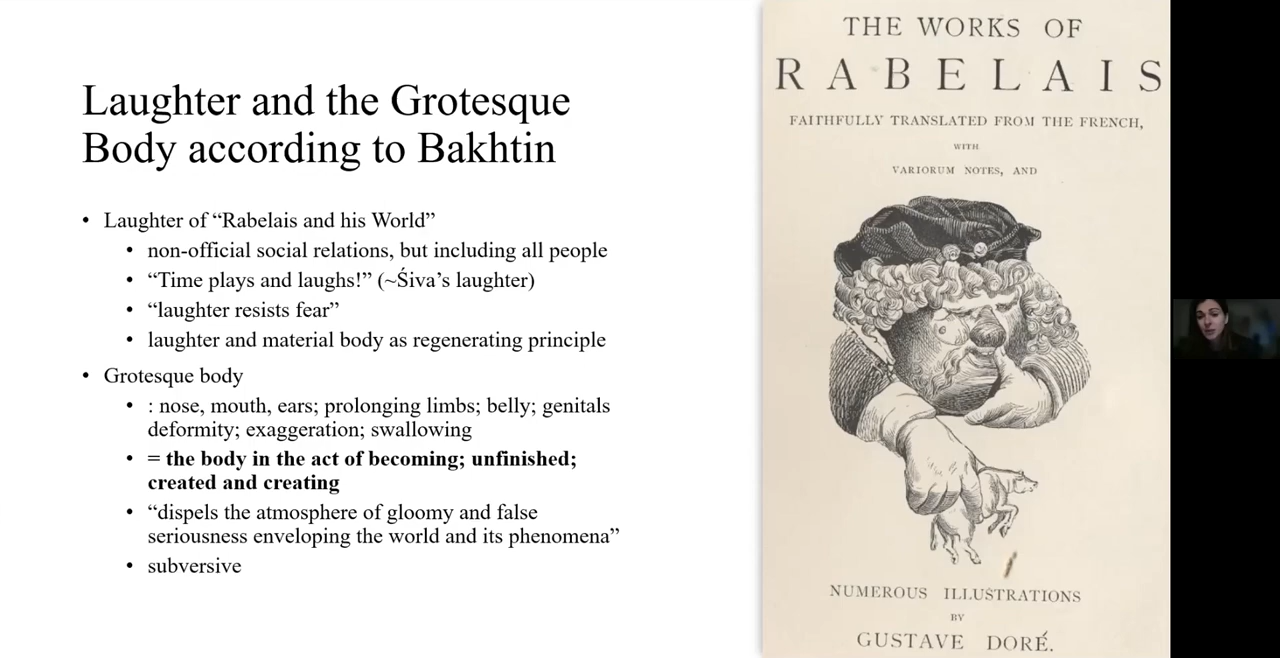 Laughter and the Grotesque
Body according to Bakhtin
• Laughter of “Rabelais and his World”
• non-official social relations, but including all people
• “Time plays and laughs!” (~Śiva’s laughter)
• “laughter resists fear”
• laughter and material body as regenerating principle
• Grotesque body
• : nose, mouth, ears; prolonging limbs; belly; genitals
deformity; exaggeration; swallowing
• = the body in the act of becoming; unfinished;
created and creating
• “dispels the atmosphere of gloomy and false
seriousness enveloping the world and its phenomena”
• subversive
THE WORKS OF
RABELAIS
FAITHFULLY TRANSLATED FROM THE FRENCH,
WITH
VARIORUM NOTES, AND
NUMEROUS ILLUSTRATIONS
BY
GUSTAVE DORÉ.